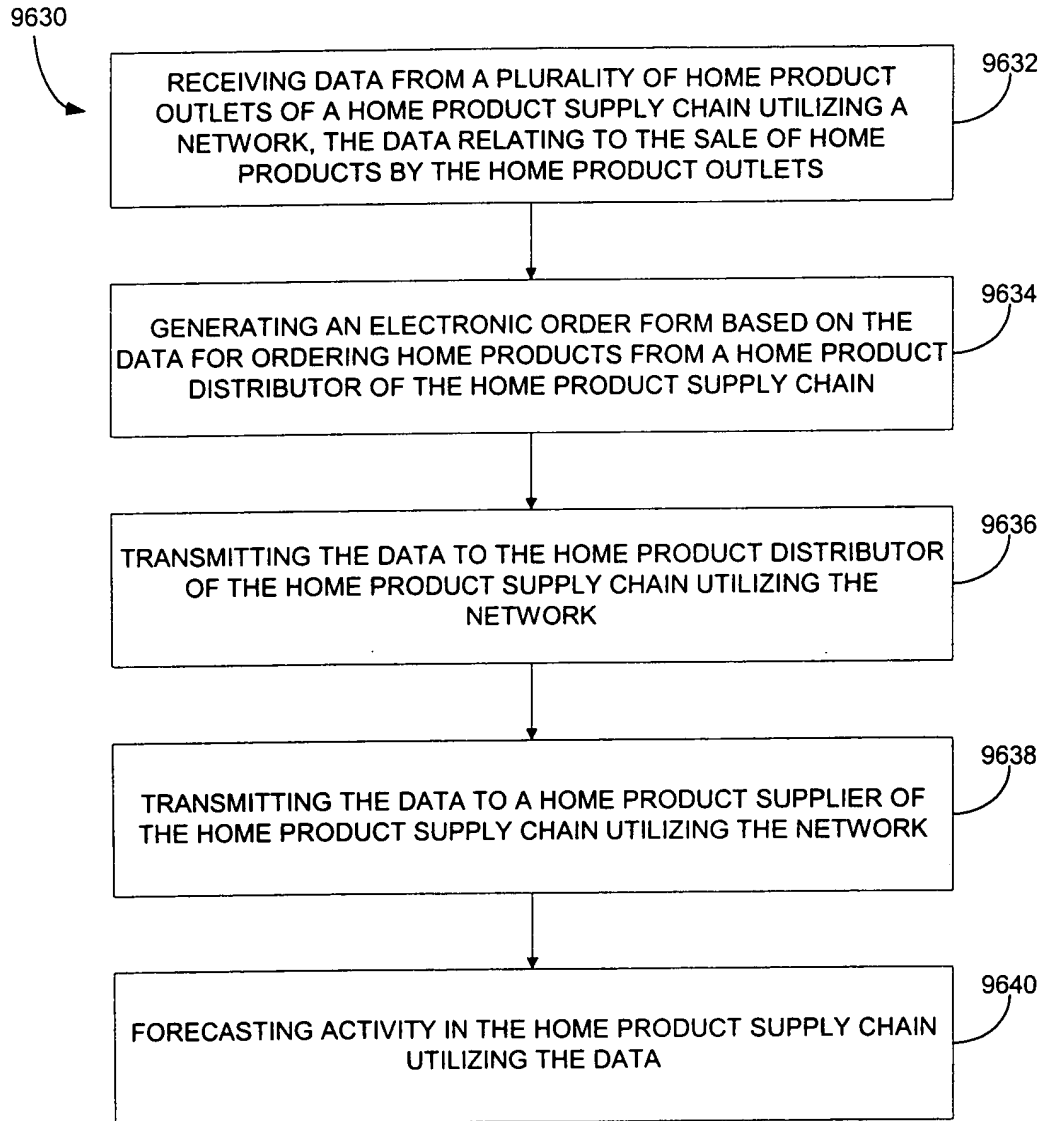 9630
RECEIVING DATA FROM A PLURALITY OF HOME PRODUCT
OUTLETS OF A HOME PRODUCT SUPPLY CHAIN UTILIZING A
NETWORK, THE DATA RELATING TO THE SALE OF HOME
PRODUCTS BY THE HOME PRODUCT OUTLETS
9632
GENERATING AN ELECTRONIC ORDER FORM BASED ON THE
DATA FOR ORDERING HOME PRODUCTS FROM A HOME PRODUCT
DISTRIBUTOR OF THE HOME PRODUCT SUPPLY CHAIN
9634
TRANSMITTING THE DATA TO THE HOME PRODUCT DISTRIBUTOR
OF THE HOME PRODUCT SUPPLY CHAIN UTILIZING THE
NETWORK
9636
TRANSMITTING THE DATA TO A HOME PRODUCT SUPPLIER OF
THE HOME PRODUCT SUPPLY CHAIN UTILIZING THE NETWORK
9638
FORECASTING ACTIVITY IN THE HOME PRODUCT SUPPLY CHAIN
UTILIZING THE DATA
9640